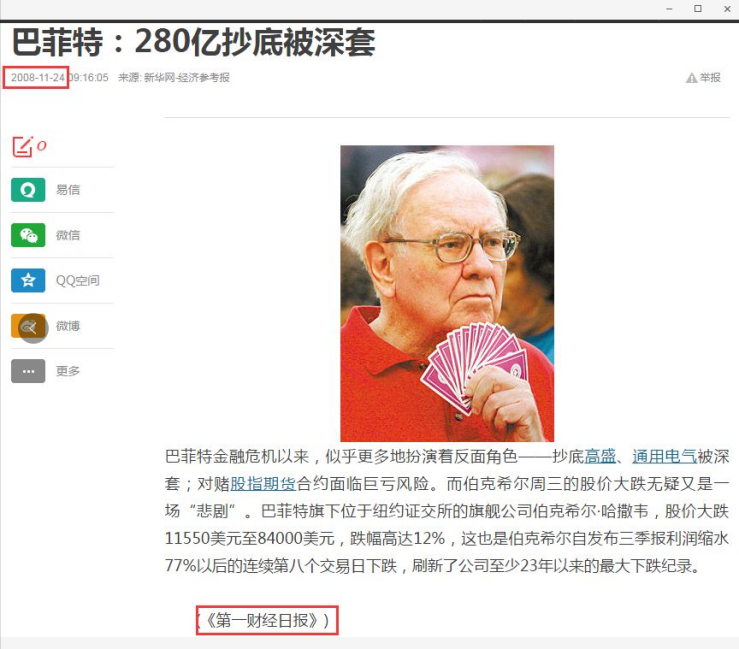 巴菲特：280亿抄底被深套
2008-11-24 09:16:05 来源: 新华网-经济参考报
举报
0
易信
微信
QQ空间
微博
更多
巴菲特金融危机以来，似乎更多地扮演着反面角色——抄底高盛、通用电气被深
套；对赌股指期货合约面临巨亏风险。而伯克希尔周三的股价大跌无疑又是一
场“悲剧”。巴菲特旗下位于纽约证交所的旗舰公司伯克希尔·哈撒韦，股价大跌
11550美元至84000美元，跌幅高达12%，这也是伯克希尔自发布三季报利润缩水
77%以后的连续第八个交易日下跌，刷新了公司至少23年以来的最大下跌纪录。
(《第一财经日报》)